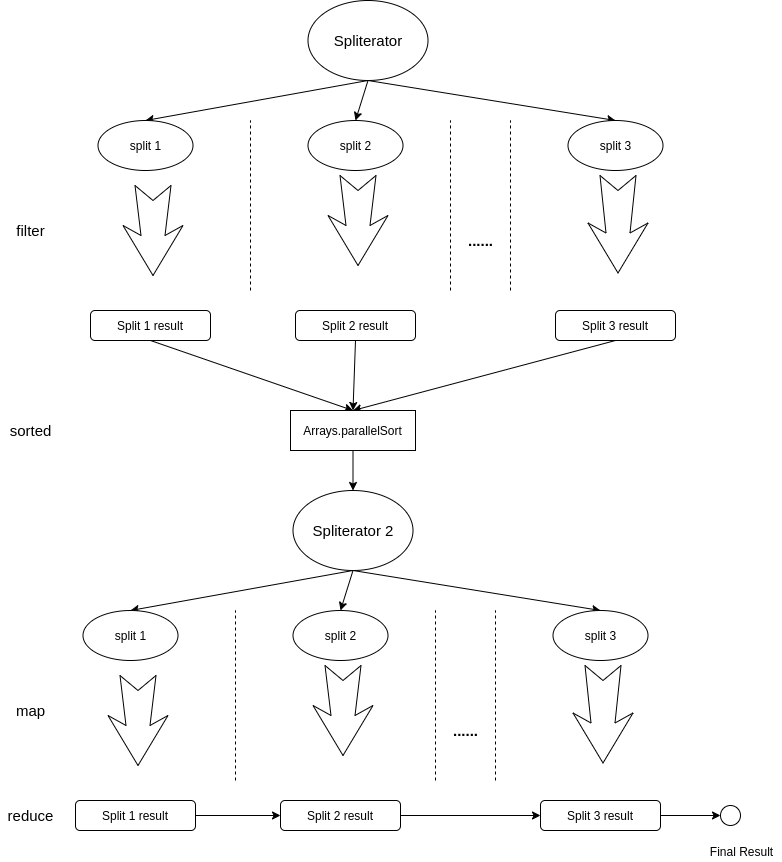 Spliterator
split 1
split 2
split 3
filter
......
Split 1 result
Split 2 result
Split 3 result
sorted
Arrays.parallelSort
Spliterator 2
split 1
split 2
split 3
map
......
reduce
Split 1 result
Split 2 result
Split 3 result
Final Result